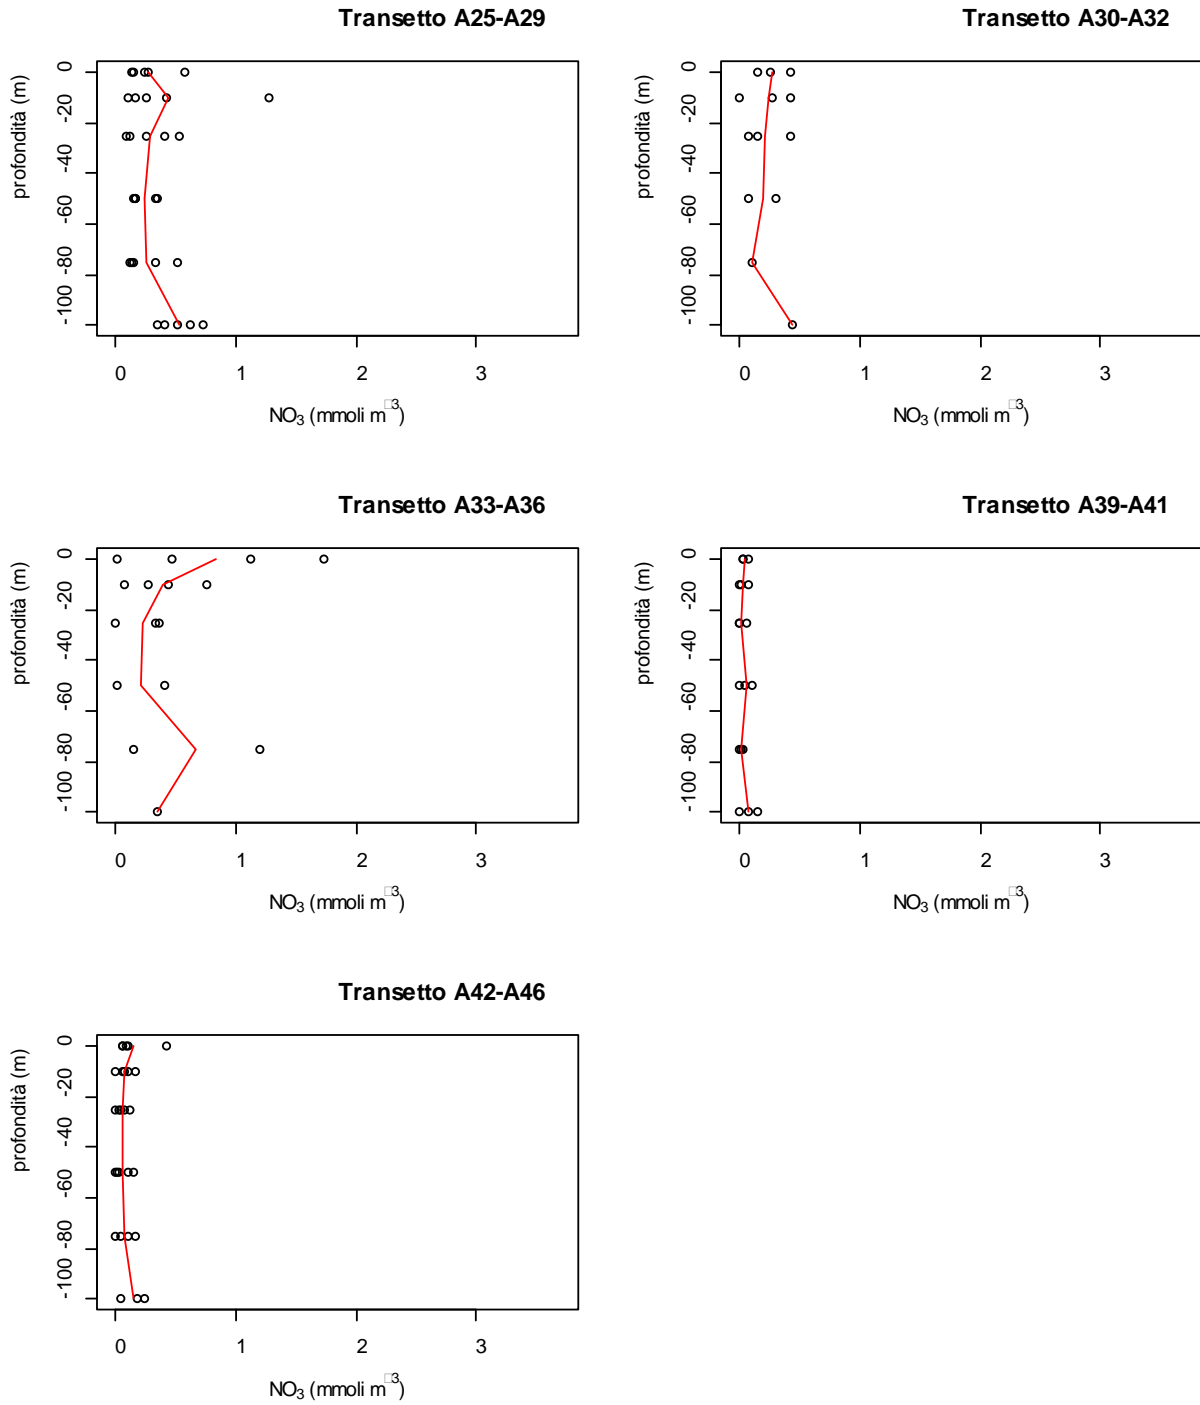 Transetto A25-A29
profondità (m)
0
-20
-40
-60
-80
-100
0 1 2 3
NO₃ (mmoli m□³)
Transetto A30-A32
profondità (m)
0
-20
-40
-60
-80
-100
0 1 2 3
NO₃ (mmoli m□³)
Transetto A33-A36
profondità (m)
0
-20
-40
-60
-80
-100
0 1 2 3
NO₃ (mmoli m□³)
Transetto A39-A41
profondità (m)
0
-20
-40
-60
-80
-100
0 1 2 3
NO₃ (mmoli m□³)
Transetto A42-A46
profondità (m)
0
-20
-40
-60
-80
-100
0 1 2 3
NO₃ (mmoli m□³)